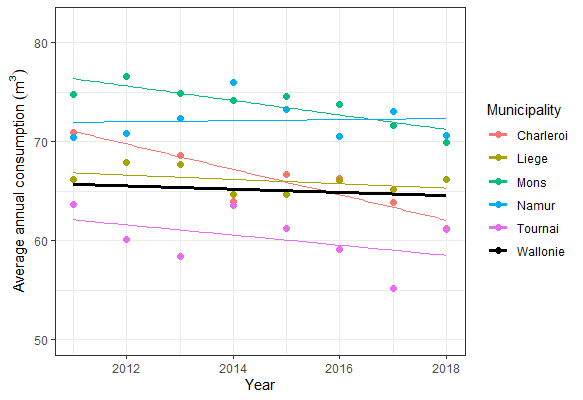 80
70
60
50
Average annual consumption (m³)
2012
2014
2016
2018
Year
Municipality
Charleroi
Liege
Mons
Namur
Tournai
Wallonie